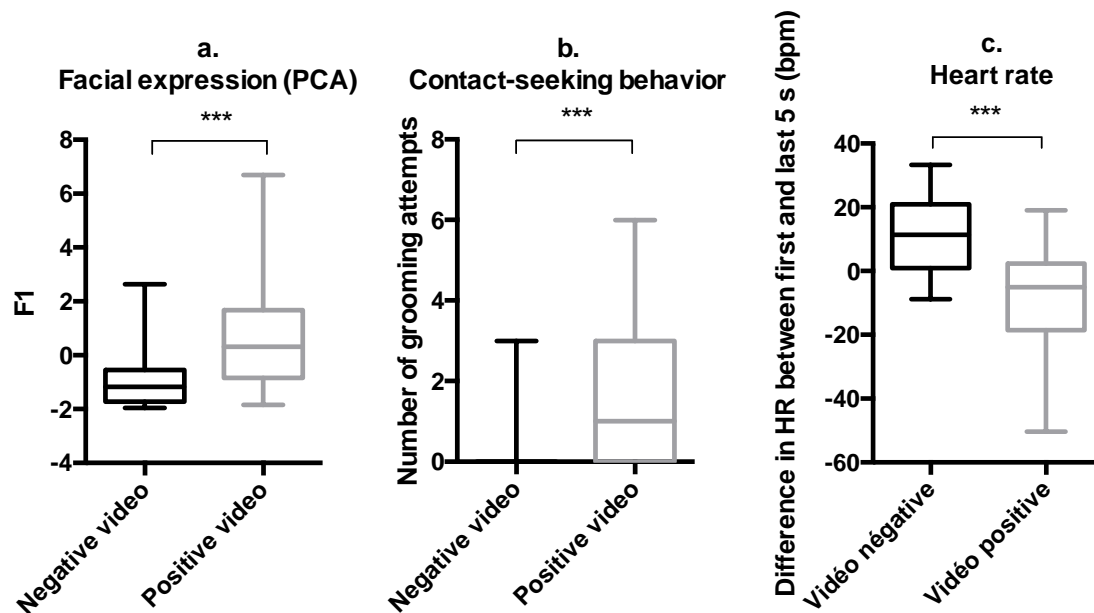 a.
Facial expression (PCA)
***
8
6
4
2
0
-2
-4
F1
Negative video
Positive video
b.
Contact-seeking behavior
***
8
6
4
2
0
Number of grooming attempts
Negative video
Positive video
c.
Heart rate
***
40
20
0
-20
-40
-60
Difference in HR between first and last 5 s (bpm)
Vidéo négative
Vidéo positive